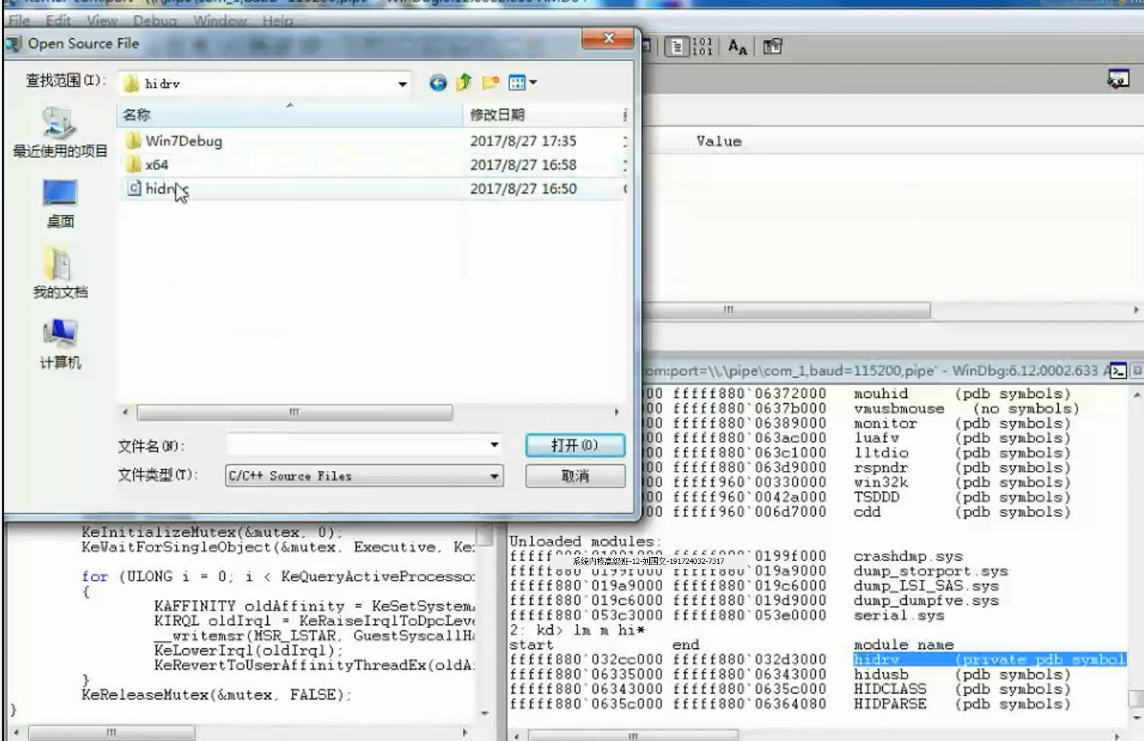 File Edit View Debug Window Help
Open Source File
查找范围(I):
hidrv
名称
修改日期
Win7Debug
2017/8/27 17:35
x64
2017/8/27 16:58
2017/8/27 16:50
最近使用的项目
桌面
我的文档
计算机
文件名(N):
打开(O)
文件类型(T):
C/C++ Source Files
取消
Value
om:port=\\.\pipe\com_1,baud=115200,pipe' - WinDbg:6.12.0002.633
00 fffff880`06372000 mouhid (pdb symbols)
00 fffff880`0637b000 vmusbmouse (no symbols)
00 fffff880`06389000 monitor (pdb symbols)
00 fffff880`063ac000 luafv (pdb symbols)
00 fffff880`063c1000 lltdio (pdb symbols)
00 fffff880`063d9000 rspndr (pdb symbols)
00 fffff960`00330000 win32k (pdb symbols)
00 fffff960`0042a000 TSDDD (pdb symbols)
00 fffff960`006d7000 cdd (pdb symbols)
Unloaded modules:
0199f000 crashdmp.sys
019a9000 dump_storport.sys
fffff880`019a9000 fffff880`019c6000 dump_LSI_SAS.sys
fffff880`019c6000 fffff880`019d9000 dump_dumpfve.sys
fffff880`053c3000 fffff880`053e0000 serial.sys
2: kd> lm m hi*
start end module name
fffff880`032cc000 fffff880`032d3000 hidrv (private pdb symbol
fffff880`06335000 fffff880`06343000 hidusb (pdb symbols)
fffff880`06343000 fffff880`0635c000 HIDCLASS (pdb symbols)
fffff880`0635c000 fffff880`06364080 HIDPARSE (pdb symbols)
KeInitializeMutex(&mutex, 0);
KeWaitForSingleObject(&mutex, Executive, Ke
for (ULONG i = 0; i < KeQueryActiveProcesso
{
KAFFINITY oldAffinity = KeSetSystem
KIRQL oldIrql = KeRaiseIrqlToDpcLeve
__writemsr(MSR_LSTAR, GuestSyscallH
KeLowerIrql(oldIrql);
KeRevertToUserAffinityThreadEx(oldA
}
KeReleaseMutex(&mutex, FALSE);
}